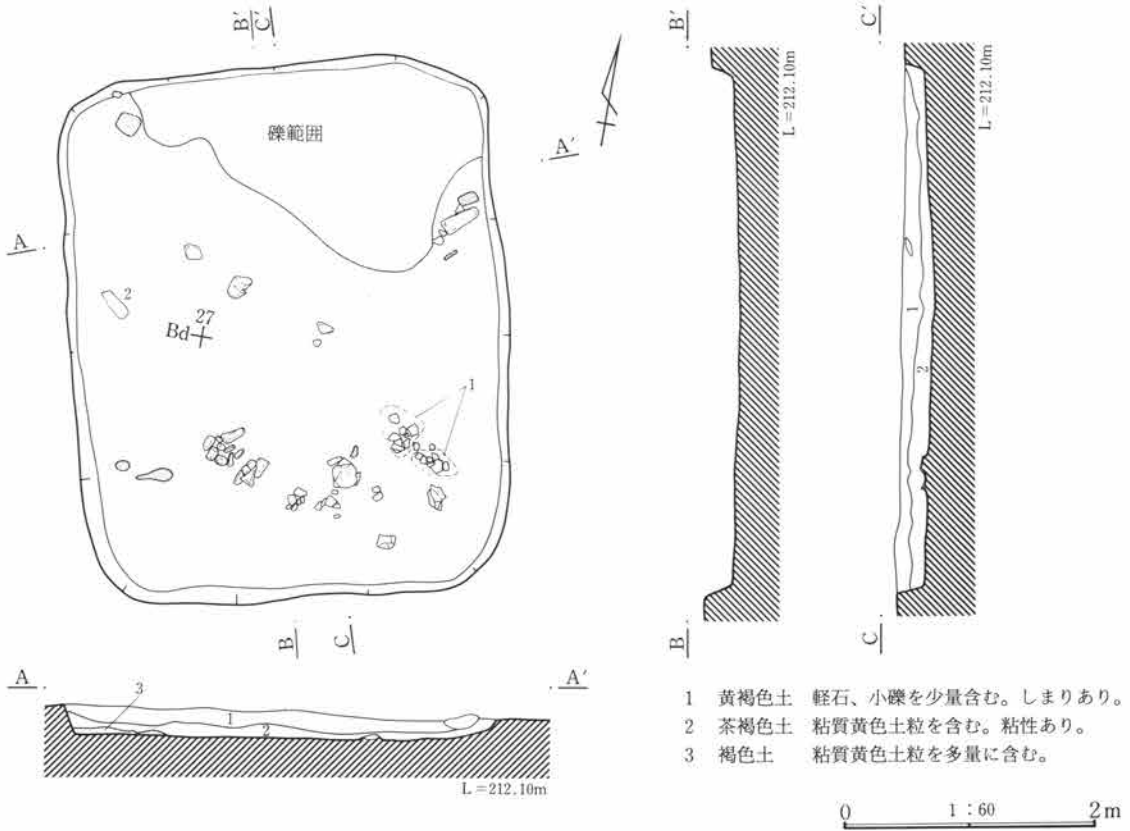 B′ C′
礫範囲
A′
A
2
27
Bd
1
B C
A A′
3
1
2
L=212.10m
B′
L=212.10m
B
C′
L=212.10m
1
2
C
1 黄褐色土 軽石、小礫を少量含む。しまりあり。
2 茶褐色土 粘質黄色土粒を含む。粘性あり。
3 褐色土 粘質黄色土粒を多量に含む。
0 1:60 2m